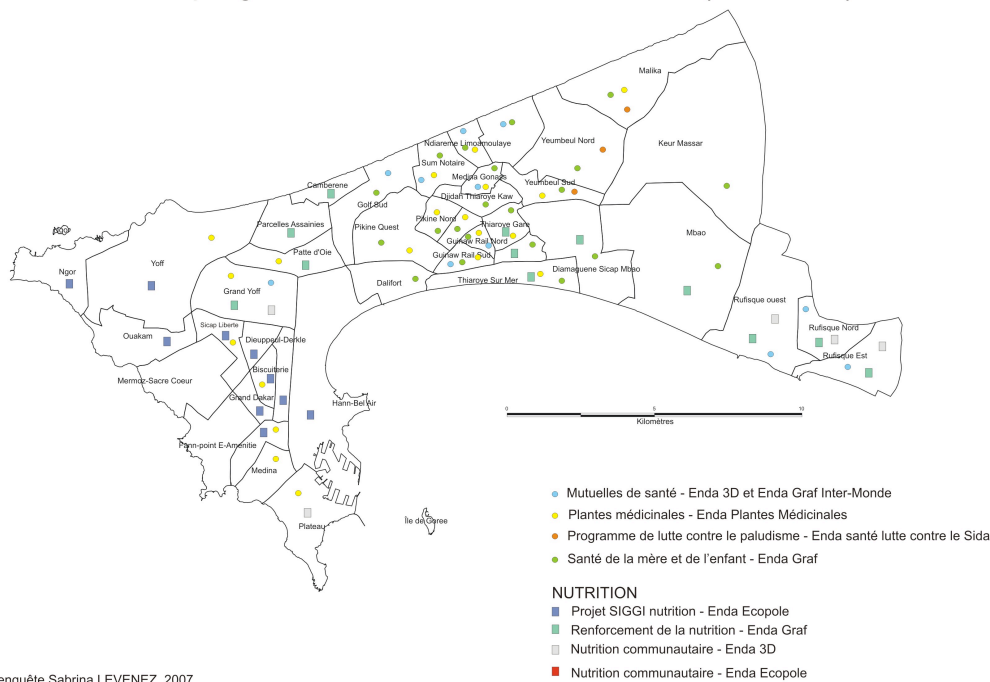 Malika
Ndiareme Limoamoulaye
Yeumbeul Nord
Keur Massar
Sum Notaire
Medina Gonads
Camberene
Yeumbeul Sud
Djidah Thiaroye Kaw
Golf Sud
Pikine Nord
Parcelles Assainies
Pikine Quest
Thiaroye Gare
Ngor
Mbao
Guinaw Rail Nord
Patte d'Oie
Guinaw Rail Sud
Yoff
Ngor
Diamaguene Sicap Mbao
Dalifort
Thiaroye Sur Mer
Grand Yoff
Rufisque ouest
Sicap Liberte
Rufisque Nord
Ouakam
Dieuppeul-Derkle
Rufisque Est
Biscuiterie
Mermoz-Sacre Coeur
Grand Dakar
Hann-Bel Air
0 5 10
Kilomètres
Fann-point E-Amenitie
Medina
Plateau
Île de Goree
Mutuelles de santé - Enda 3D et Enda Graf Inter-Monde
Plantes médicinales - Enda Plantes Médicinales
Programme de lutte contre le paludisme - Enda santé lutte contre le Sida
Santé de la mère et de l'enfant - Enda Graf
NUTRITION
Projet SIGGI nutrition - Enda Ecopole
Renforcement de la nutrition - Enda Graf
Nutrition communautaire - Enda 3D
Nutrition communautaire - Enda Ecopole
enquête Sabrina LEVENEZ, 2007